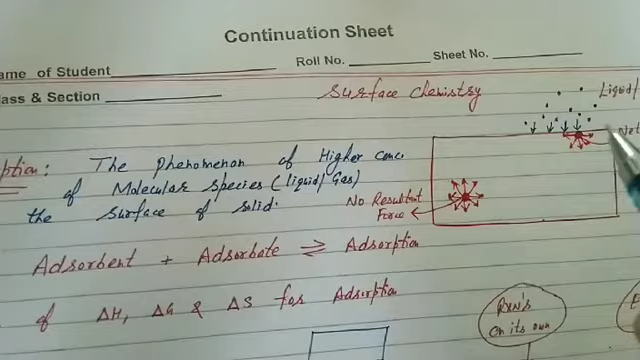 Continuation Sheet
ame of Student Roll No. Sheet No.
lass & Section
Surface Chemistry
Liquid/
Net
ption: The Phenomenon of Higher conc.
of Molecular species (liquid/Gas)
the surface of solid.
No Resultant
Force
Adsorbent + Adsorbate ⇌ Adsorption
of ΔH, ΔG & ΔS for Adsorption
on its own